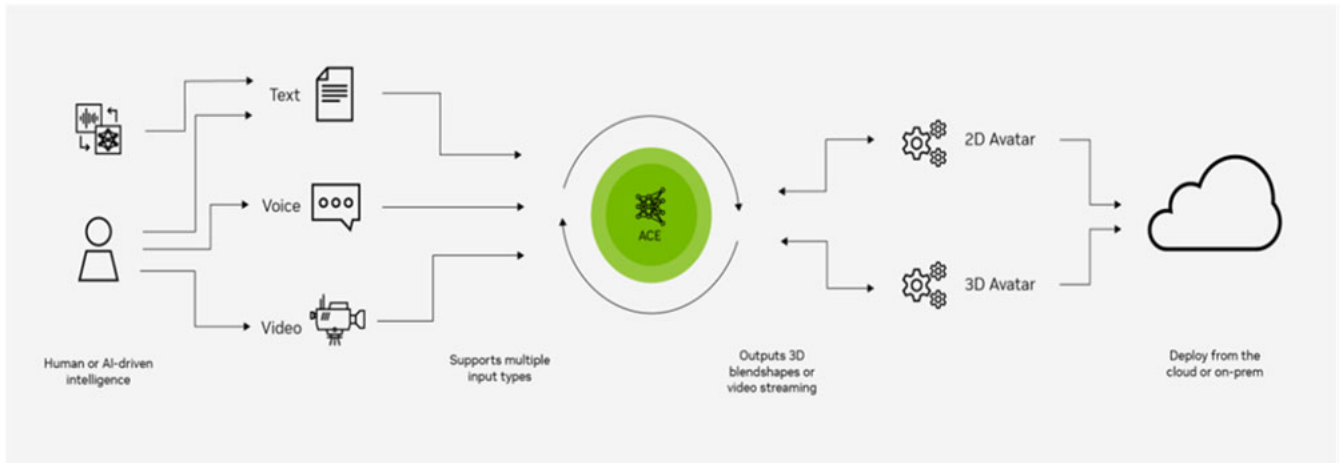 Text
Voice
Video
ACE
2D Avatar
3D Avatar
Human or AI-driven
intelligence
Supports multiple
input types
Outputs 3D
blendshapes or
video streaming
Deploy from the
cloud or on-prem